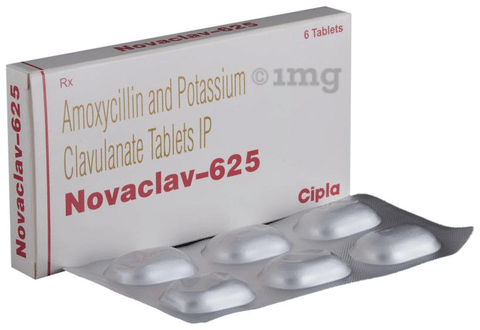 Novaclav-625
6 Tablets
Rx
Amoxycillin and Potassium
Clavulanate Tablets IP
Novaclav-625
Cipla
© 1mg